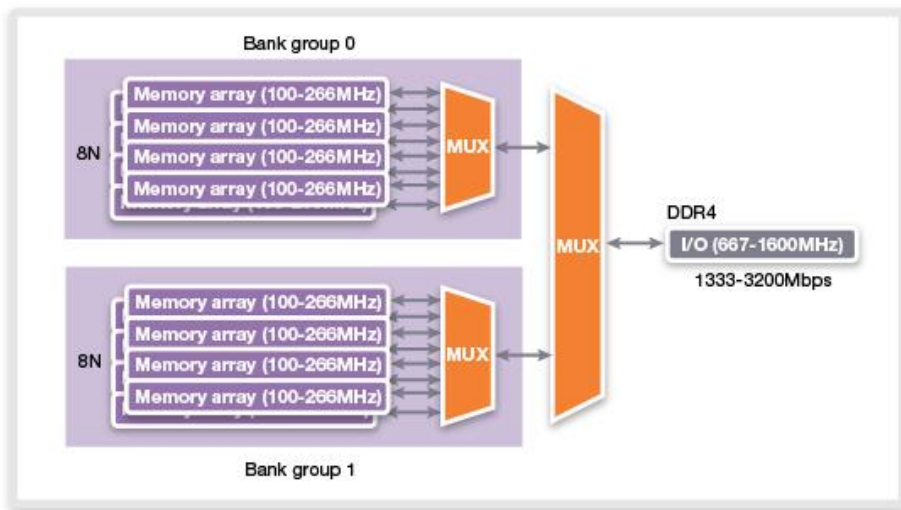 Bank group 0
Memory array (100-266MHz)
Memory array (100-266MHz)
Memory array (100-266MHz)
Memory array (100-266MHz)
8N
MUX
MUX
DDR4
I/O (667-1600MHz)
1333-3200Mbps
Memory array (100-266MHz)
Memory array (100-266MHz)
Memory array (100-266MHz)
Memory array (100-266MHz)
8N
MUX
Bank group 1